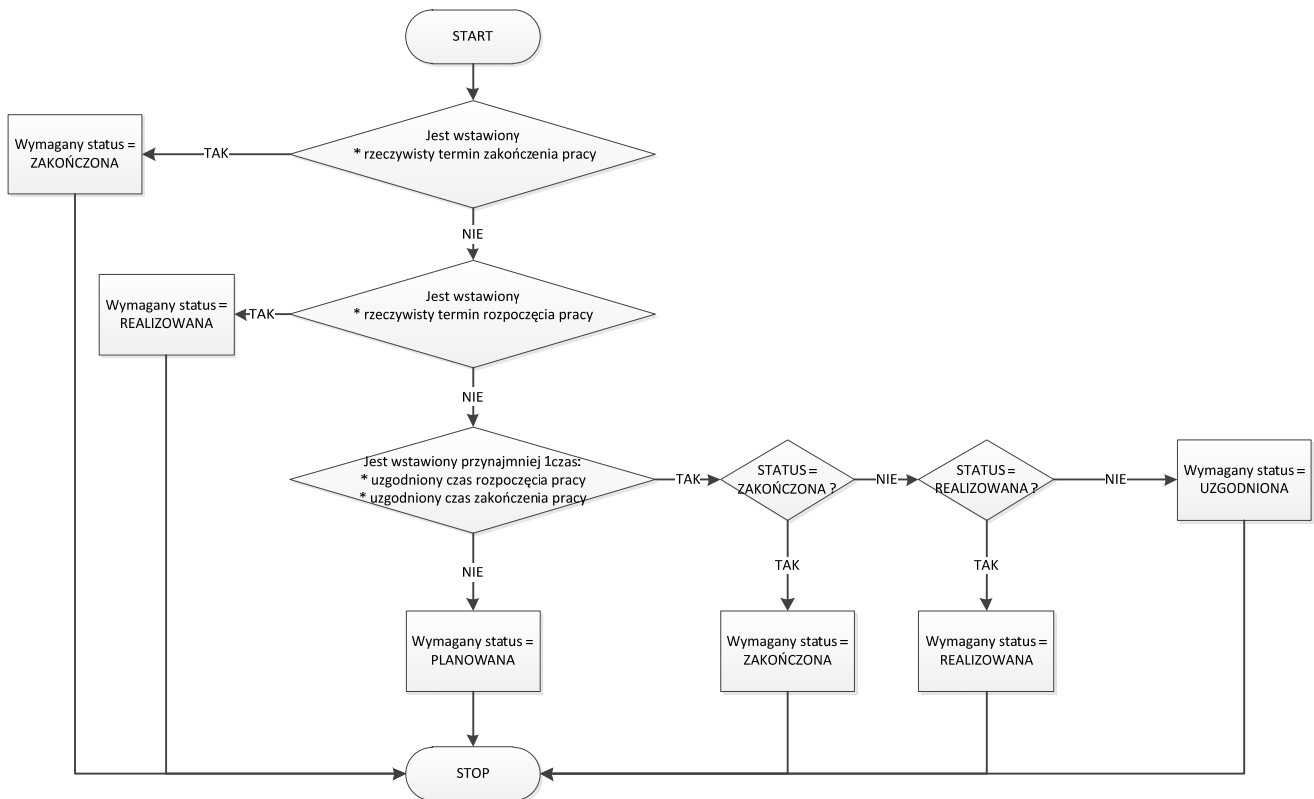 START
Jest wstawiony
* rzeczywisty termin zakończenia pracy
TAK
Wymagany status =
ZAKOŃCZONA
NIE
Jest wstawiony
* rzeczywisty termin rozpoczęcia pracy
TAK
Wymagany status =
REALIZOWANA
NIE
Jest wstawiony przynajmniej 1czas:
* uzgodniony czas rozpoczęcia pracy
* uzgodniony czas zakończenia pracy
TAK
STATUS =
ZAKOŃCZONA ?
NIE
STATUS =
REALIZOWANA ?
NIE
Wymagany status =
UZGODNIONA
NIE
TAK
TAK
Wymagany status =
PLANOWANA
Wymagany status =
ZAKOŃCZONA
Wymagany status =
REALIZOWANA
STOP